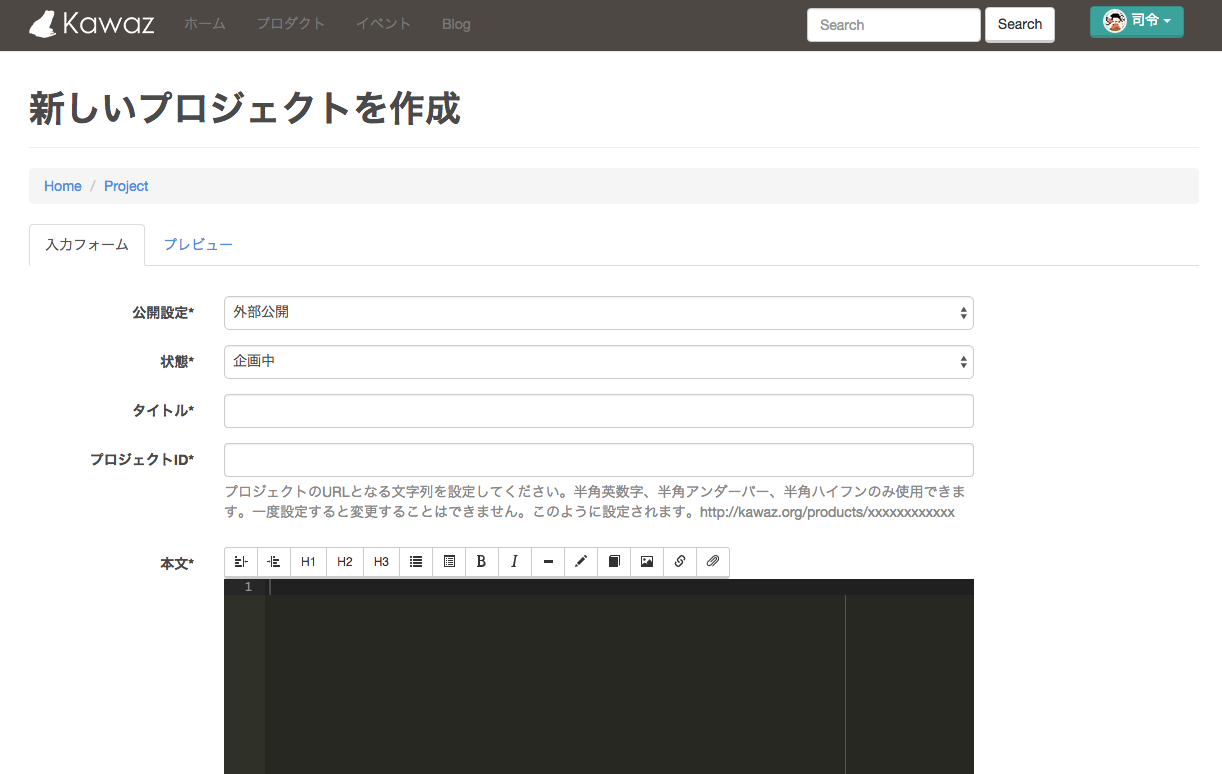 Kawaz ホーム プロダクト イベント Blog Search Search 司令
新しいプロジェクトを作成
Home / Project
入力フォーム プレビュー
公開設定* 外部公開
状態* 企画中
タイトル*
プロジェクトID*
プロジェクトのURLとなる文字列を設定してください。半角英数字、半角アンダーバー、半角ハイフンのみ使用できま
す。一度設定すると変更することはできません。このように設定されます。http://kawaz.org/products/xxxxxxxxxxxx
本文* H1 H2 H3 B I
1